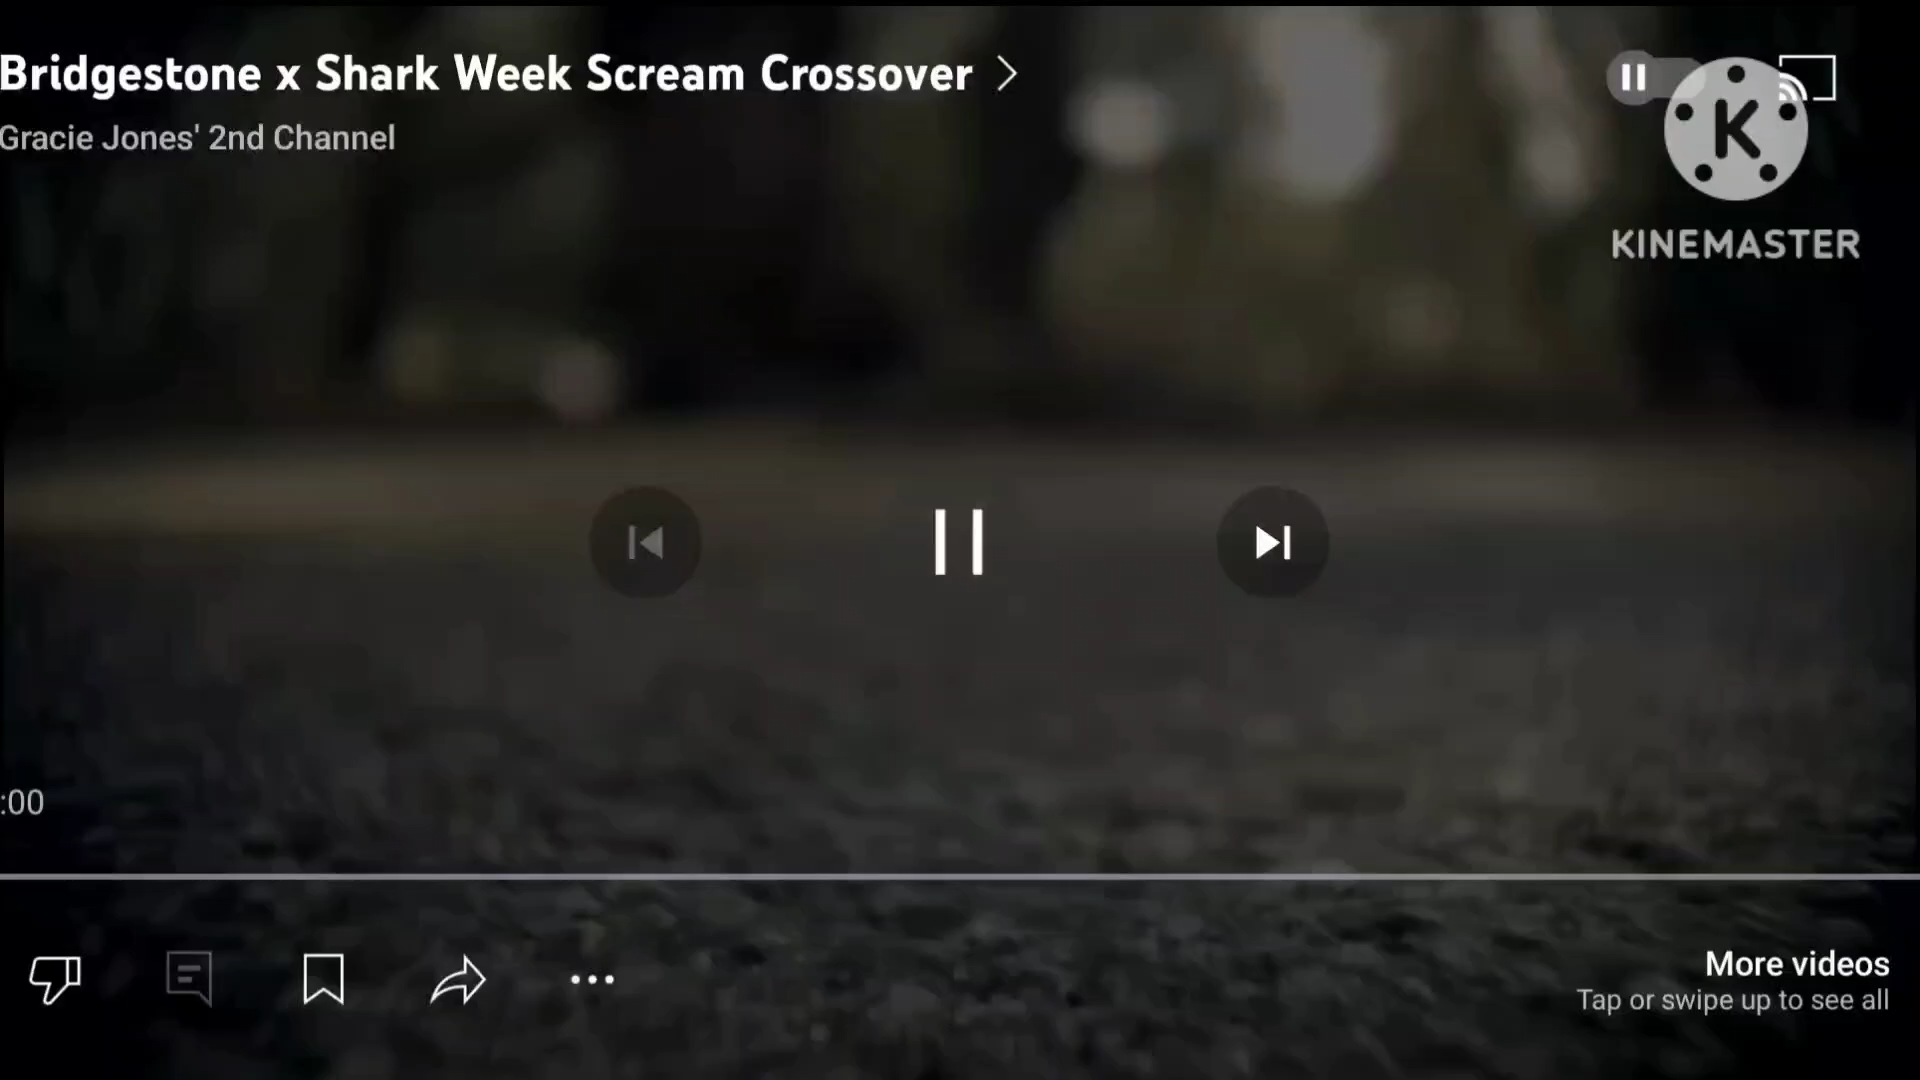 Bridgestone x Shark Week Scream Crossover
Gracie Jones' 2nd Channel
K
KINEMASTER
:00
More videos
Tap or swipe up to see all